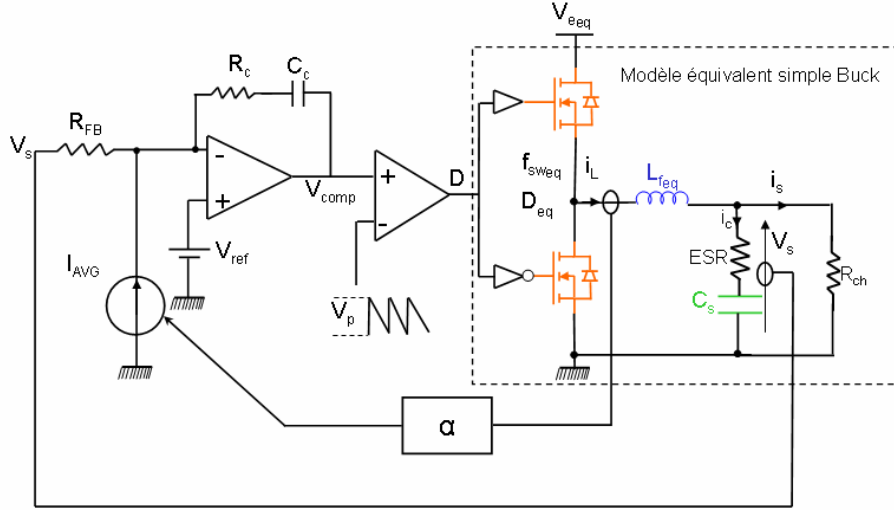 Veeq
Modèle équivalent simple Buck
Rc
Cc
RFB
Vs
-
+
Vcomp
+
-
D
fsweq
iL
Lfeq
is
Deq
ic
Vs
ESR
Rch
Cs
Vref
IAVG
Vp
α